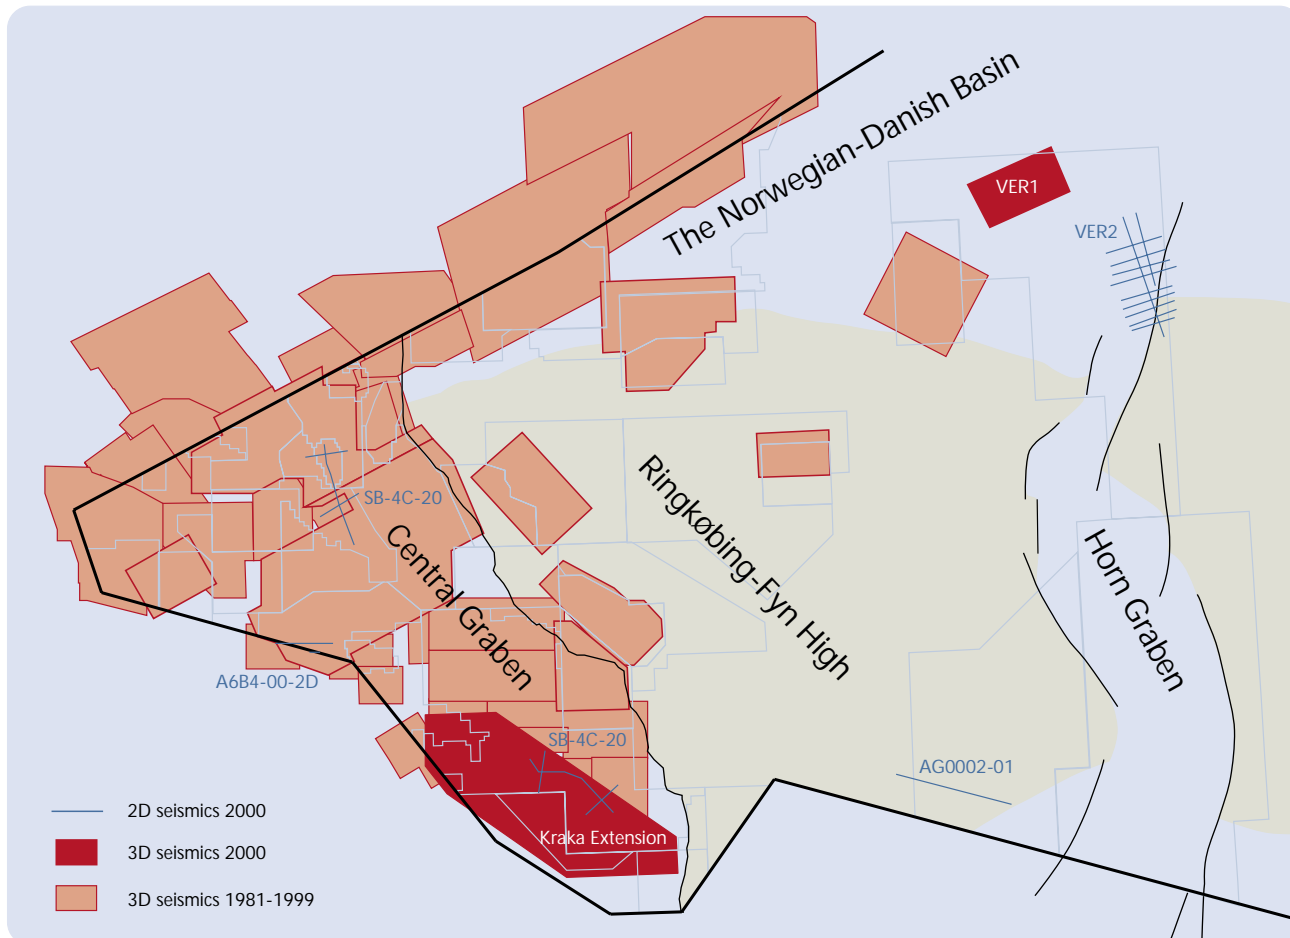 The Norwegian-Danish Basin
VER1
VER2
SB-4C-20
Central Graben
Ringkøbing-Fyn High
Horn Graben
A6B4-00-2D
SB-4C-20
AG0002-01
Kraka Extension
2D seismics 2000
3D seismics 2000
3D seismics 1981-1999